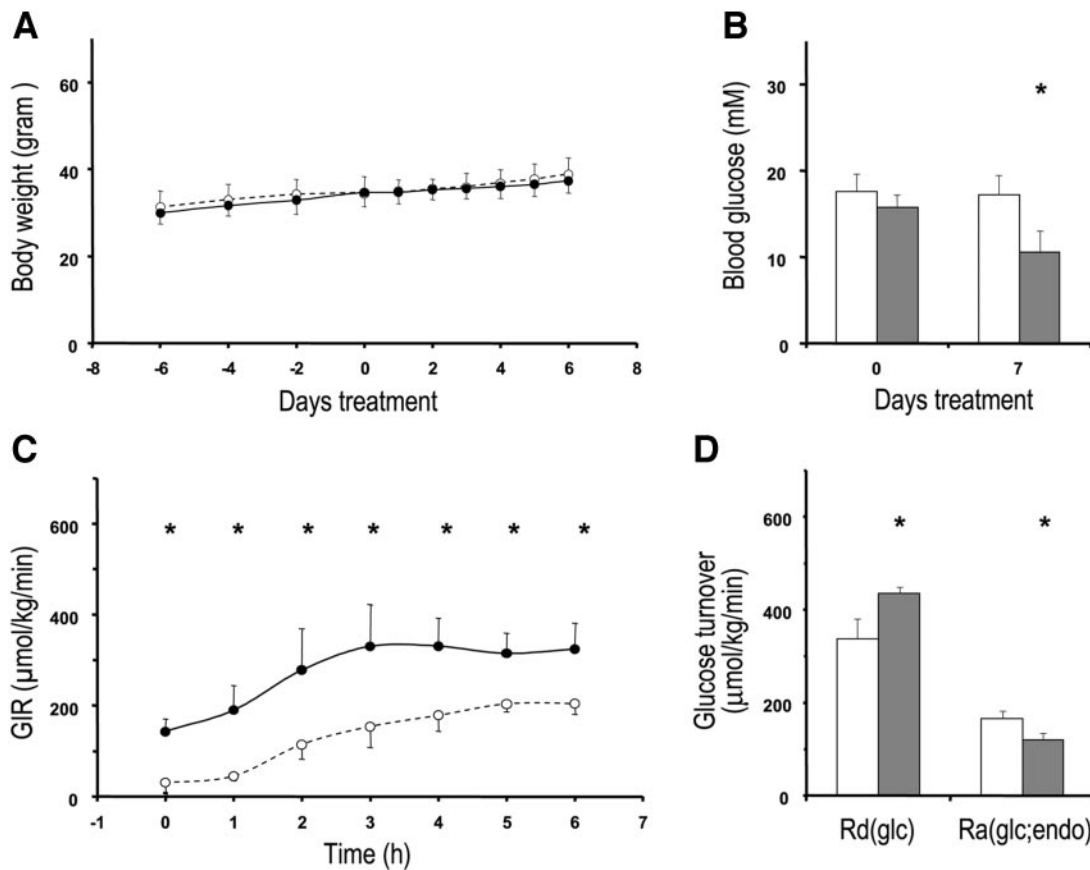 A
Body weight (gram)
60
40
20
0
-8 -6 -4 -2 0 2 4 6 8
Days treatment
B
Blood glucose (mM)
30
20
10
0
*
0 7
Days treatment
C
GIR (µmol/kg/min)
600
400
200
0
* * * * * * *
-1 0 1 2 3 4 5 6 7
Time (h)
D
Glucose turnover
(µmol/kg/min)
600
400
200
0
* *
Rd(glc) Ra(glc;endo)